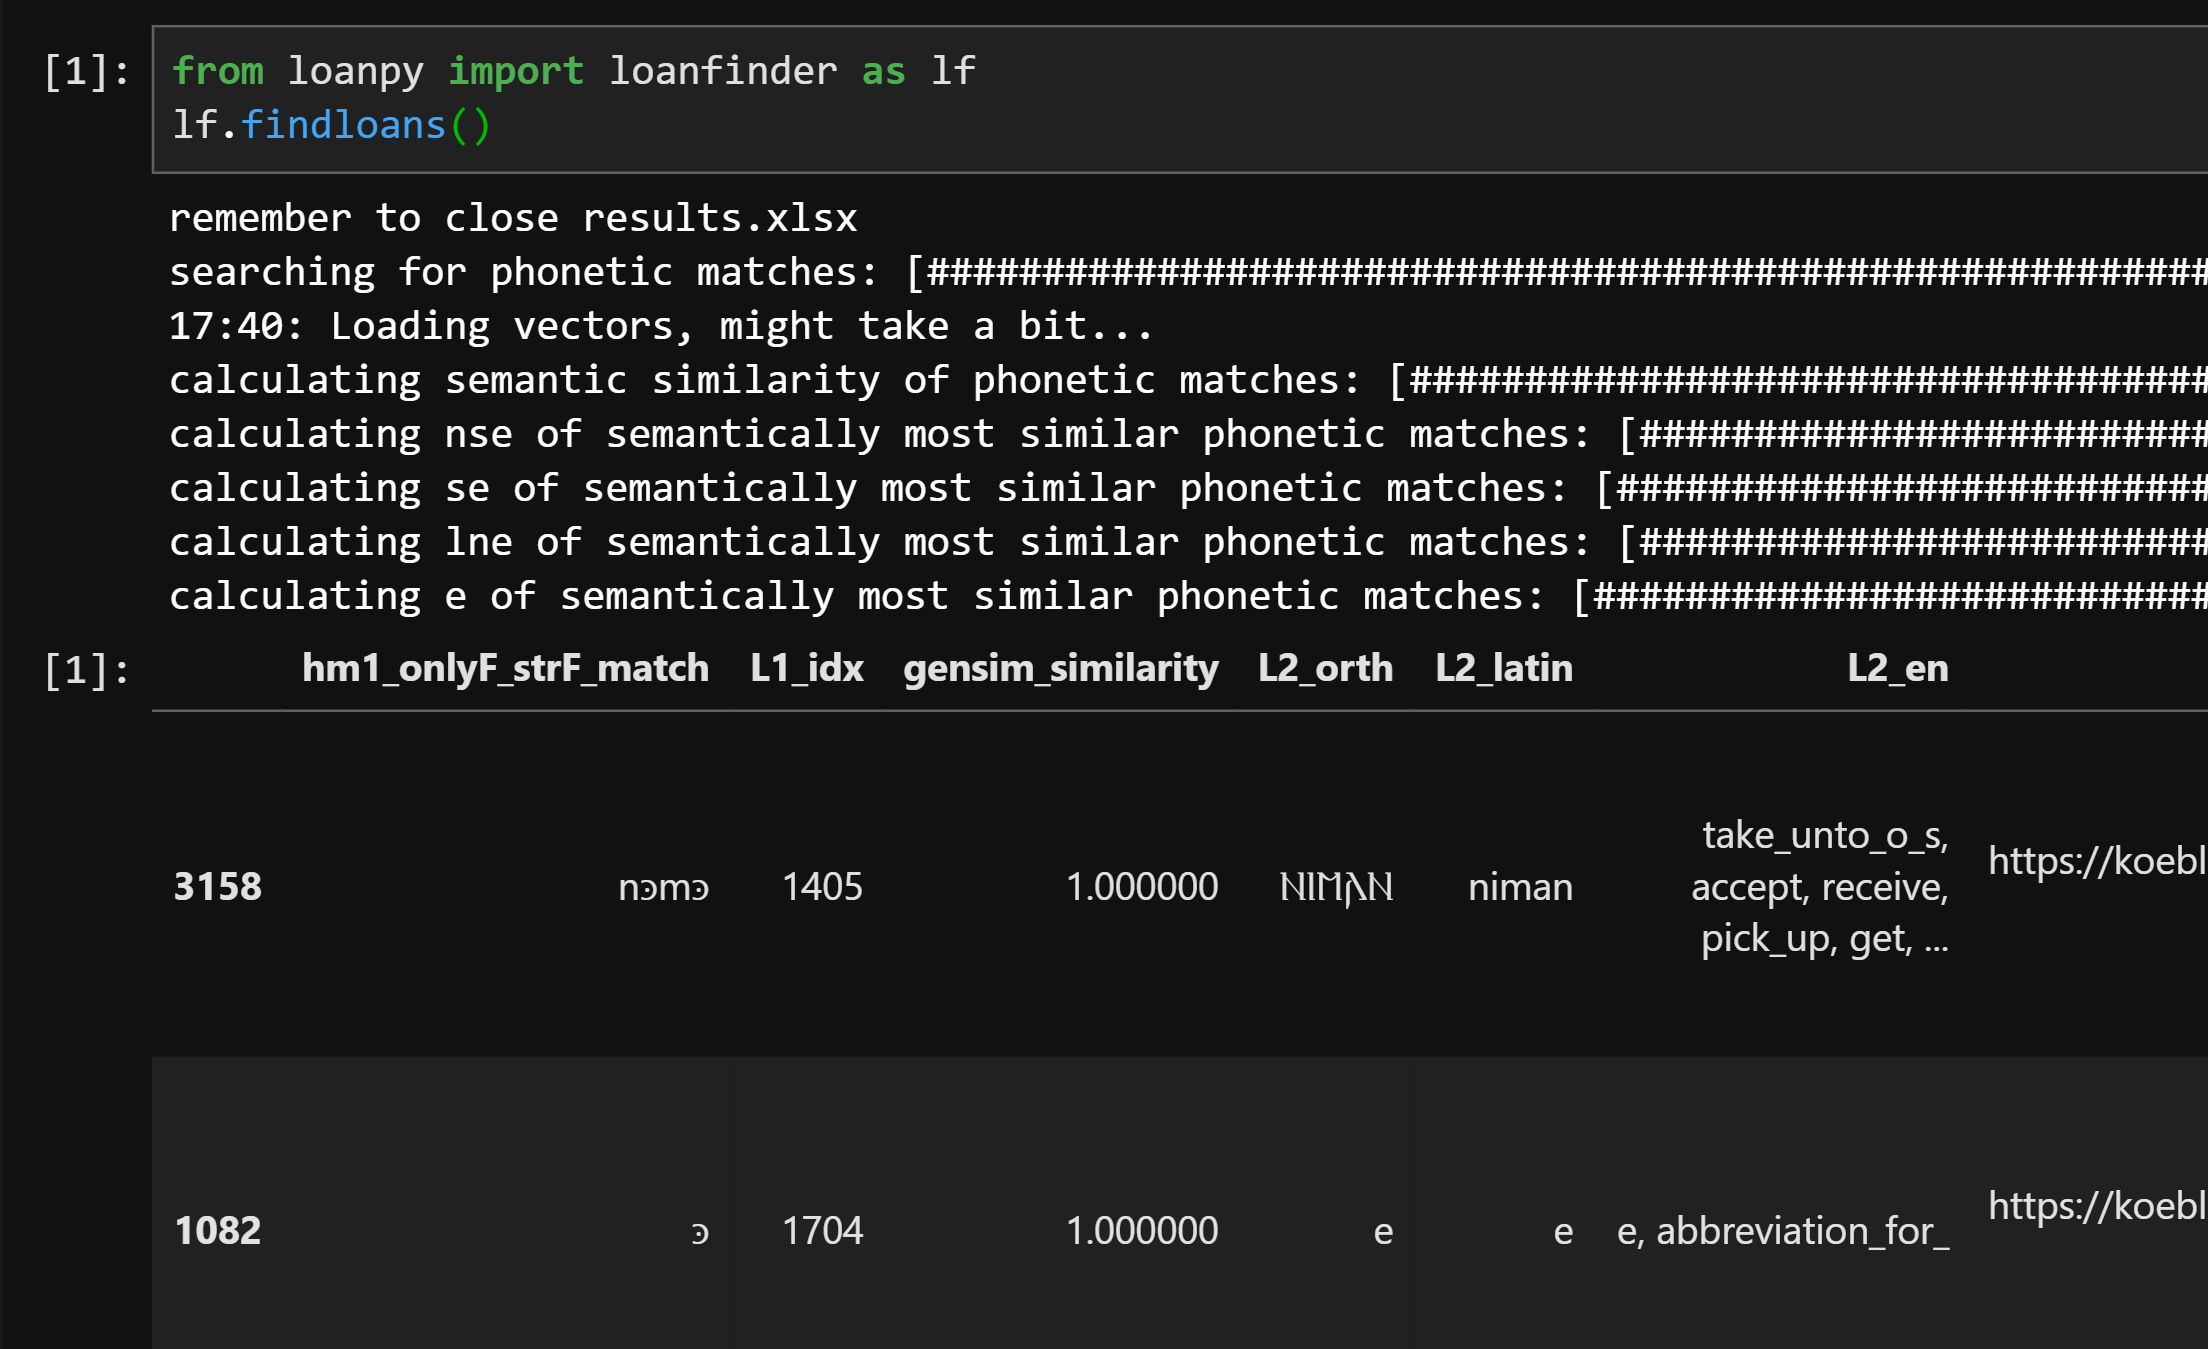 [1]: from loanpy import loanfinder as lf
lf.findloans()
remember to close results.xlsx
searching for phonetic matches: [########################################################
17:40: Loading vectors, might take a bit...
calculating semantic similarity of phonetic matches: [###################################
calculating nse of semantically most similar phonetic matches: [#########################
calculating se of semantically most similar phonetic matches: [##########################
calculating lne of semantically most similar phonetic matches: [#########################
calculating e of semantically most similar phonetic matches: [###########################
[1]: hm1_onlyF_strF_match L1_idx gensim_similarity L2_orth L2_latin L2_en
take_unto_o_s,
https://koebl
3158 nɔmɔ 1405 1.000000 𐌽𐌹𐌼𐌰𐌽 niman accept, receive,
pick_up, get, ...
https://koebl
1082 ɔ 1704 1.000000 e e e, abbreviation_for_